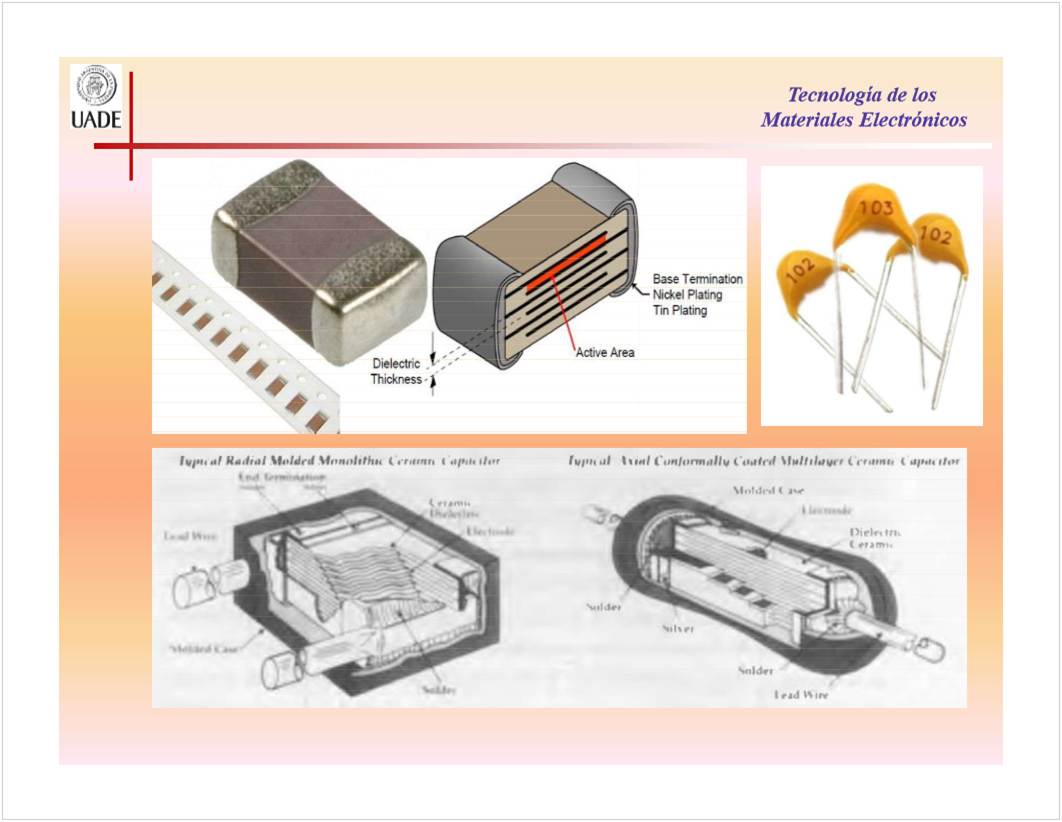 UADE
Tecnología de los
Materiales Electrónicos
Base Termination
Nickel Plating
Tin Plating
Active Area
Dielectric
Thickness
103
102
102
Typical Radial Molded Monolithic Ceramic Capacitor
End Termination
Ceramic
Dielectric
Electrode
Lead Wire
Molded Case
Solder
Typical Axial Conformally Coated Multilayer Ceramic Capacitor
Molded Case
Electrode
Dielectric
Ceramic
Solder
Silver
Solder
Lead Wire